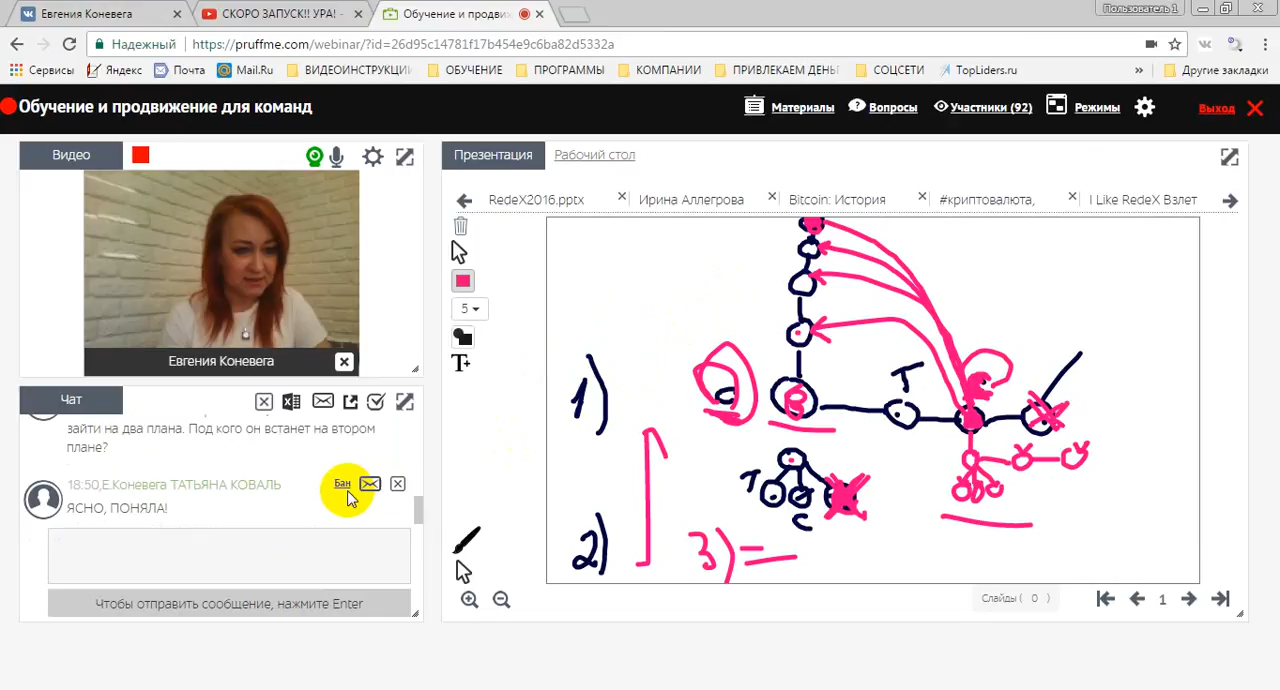 Евгения Коневега
СКОРО ЗАПУСК!! УРА! -
Обучение и продвиж
Пользователь 1
Надежный
https://pruffme.com/webinar/?id=26d95c14781f17b454e9c6ba82d5332a
Сервисы
Яндекс
Почта
Mail.Ru
ВИДЕОИНСТРУКЦИ
ОБУЧЕНИЕ
ПРОГРАММЫ
КОМПАНИИ
ПРИВЛЕКАЕМ ДЕНЬ
СОЦСЕТИ
TopLiders.ru
»
Другие закладки
Обучение и продвижение для команд
Материалы
Вопросы
Участники (92)
Режимы
Выход
Видео
Презентация
Рабочий стол
RedeX2016.pptx
Ирина Аллегрова
Bitcoin: История
#криптовалюта,
I Like RedeX Взлет
5
T+
Евгения Коневега
Чат
зайти на два плана. Под кого он встнет на втором
плане?
18:50,Е.Коневега ТАТЬЯНА КОВАЛЬ
Бан
ЯСНО, ПОНЯЛА!
Чтобы отправить сообщение, нажмите Enter
1)
В
Т
Т
С
2)
3) =
Слайды ( 0 )
1